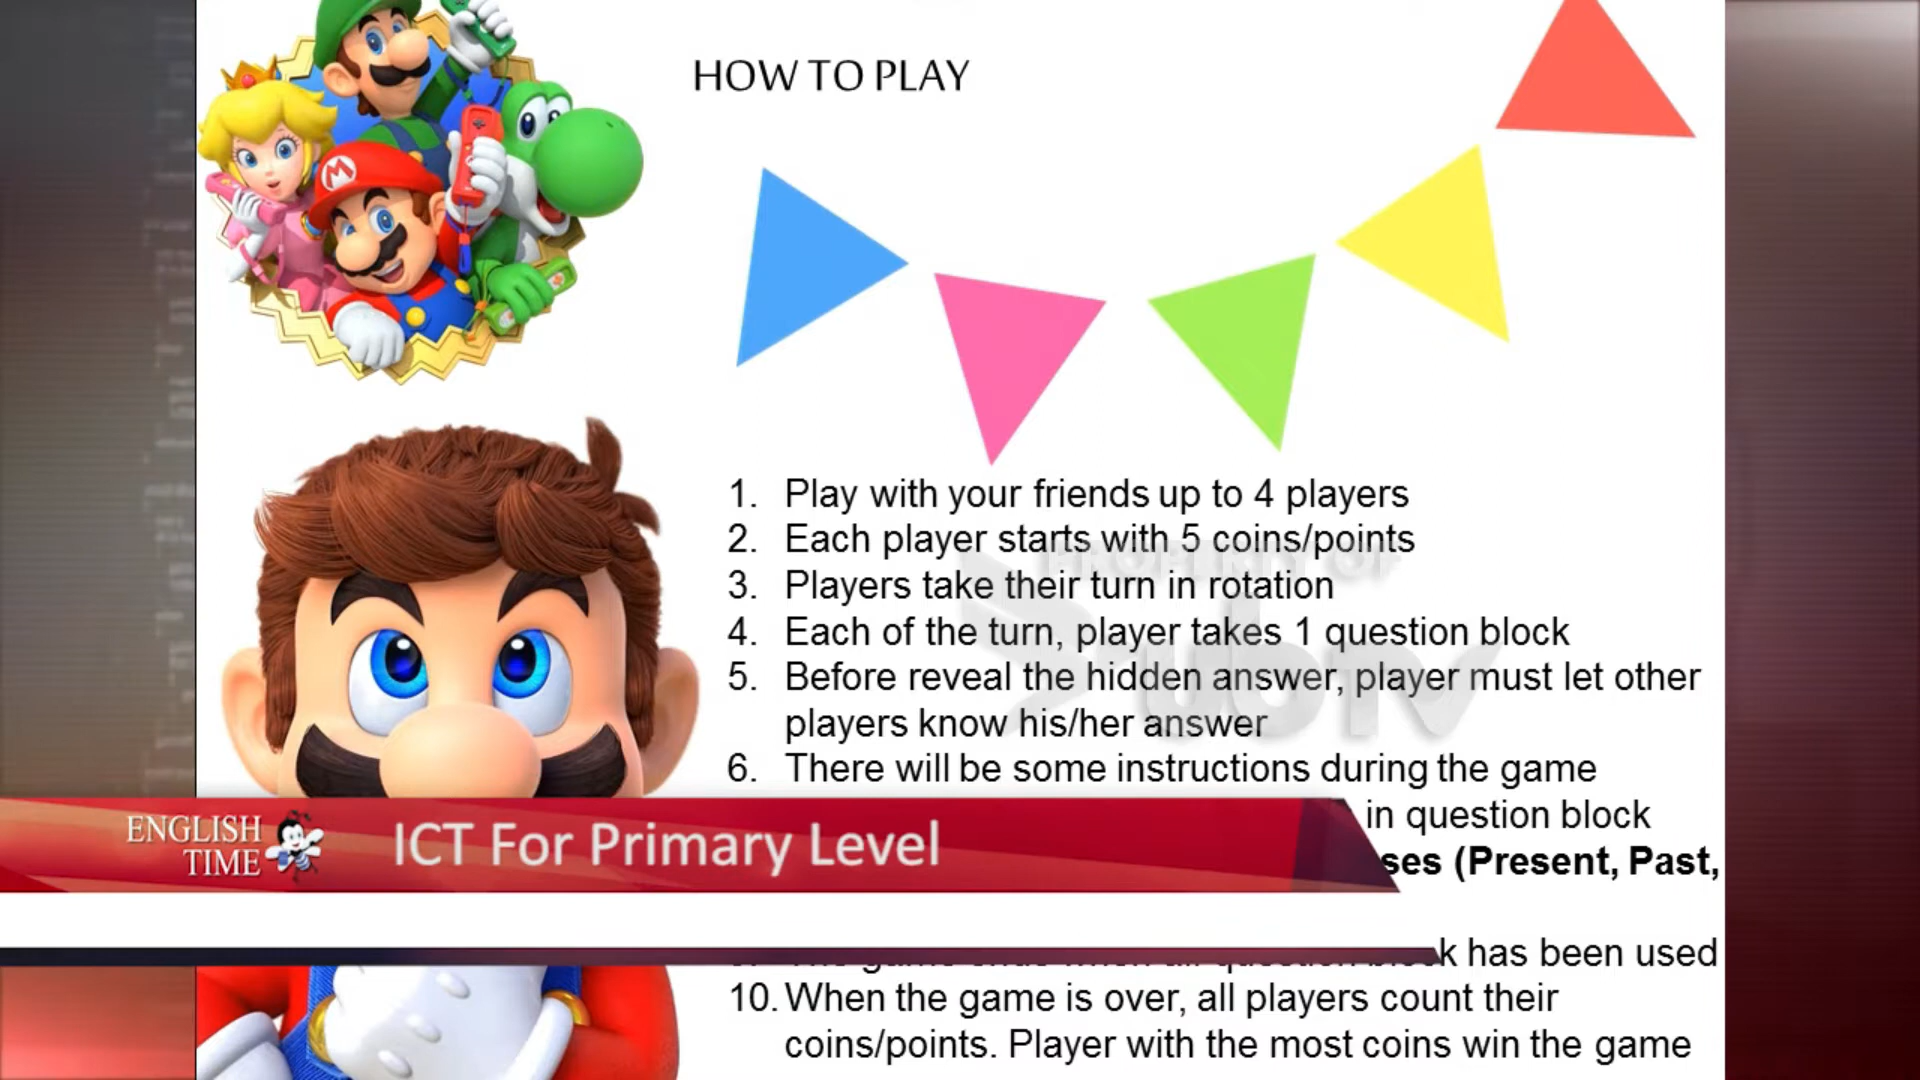 HOW TO PLAY
1. Play with your friends up to 4 players
2. Each player starts with 5 coins/points
3. Players take their turn in rotation
4. Each of the turn, player takes 1 question block
5. Before reveal the hidden answer, player must let other
players know his/her answer
6. There will be some instructions during the game
in question block
(Present, Past,
has been used
10. When the game is over, all players count their
coins/points. Player with the most coins win the game
PROPERTY OF
UbTV
ENGLISH
TIME
ICT For Primary Level
M